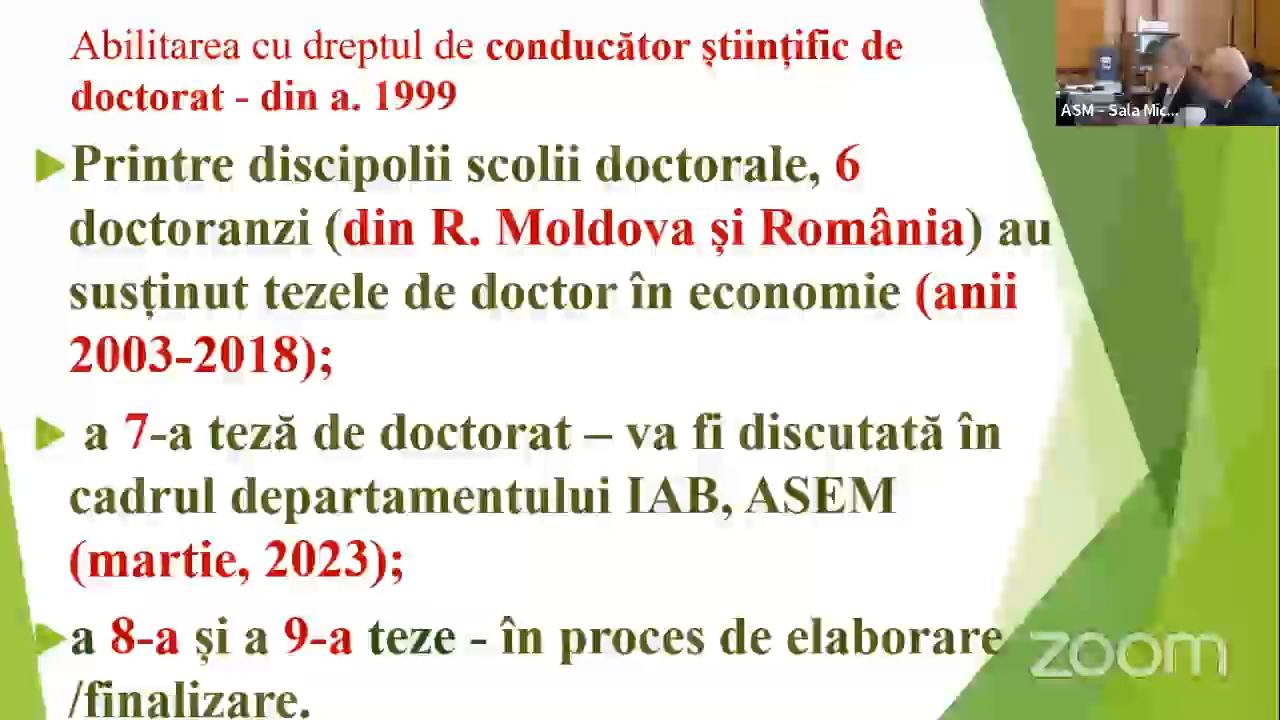 Abilitarea cu dreptul de conducător științific de
doctorat - din a. 1999
Printre discipolii scolii doctorale, 6
doctoranzi (din R. Moldova și România) au
susținut tezele de doctor în economie (anii
2003-2018);
a 7-a teză de doctorat – va fi discutată în
cadrul departamentului IAB, ASEM
(martie, 2023);
a 8-a și a 9-a teze - în proces de elaborare
/finalizare.
ASM - Sala Mic...
zoom